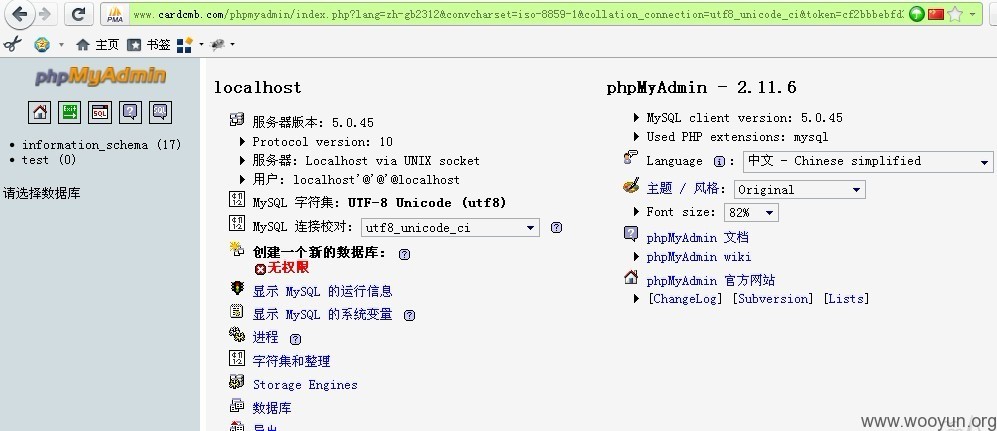 PMA
www.cardcmb.com/phpmyadmin/index.php?lang=zh-gb2312&convcharset=iso-8859-1&collation_connection=utf8_unicode_ci&token=cf2bbbebfd
主页 书签
phpMyAdmin
SQL
information_schema (17)
test (0)
请选择数据库
localhost
服务器版本: 5.0.45
Protocol version: 10
服务器: Localhost via UNIX socket
用户: localhost'@'@'@localhost
MySQL 字符集: UTF-8 Unicode (utf8)
MySQL 连接校对: utf8_unicode_ci
创建一个新的数据库:
无权限
显示 MySQL 的运行信息
显示 MySQL 的系统变量
进程
字符集和整理
Storage Engines
数据库
导出
phpMyAdmin - 2.11.6
MySQL client version: 5.0.45
Used PHP extensions: mysql
Language : 中文 - Chinese simplified
主题 / 风格: Original
Font size: 82%
phpMyAdmin 文档
phpMyAdmin wiki
phpMyAdmin 官方网站
[ChangeLog] [Subversion] [Lists]
www.wooyun.org